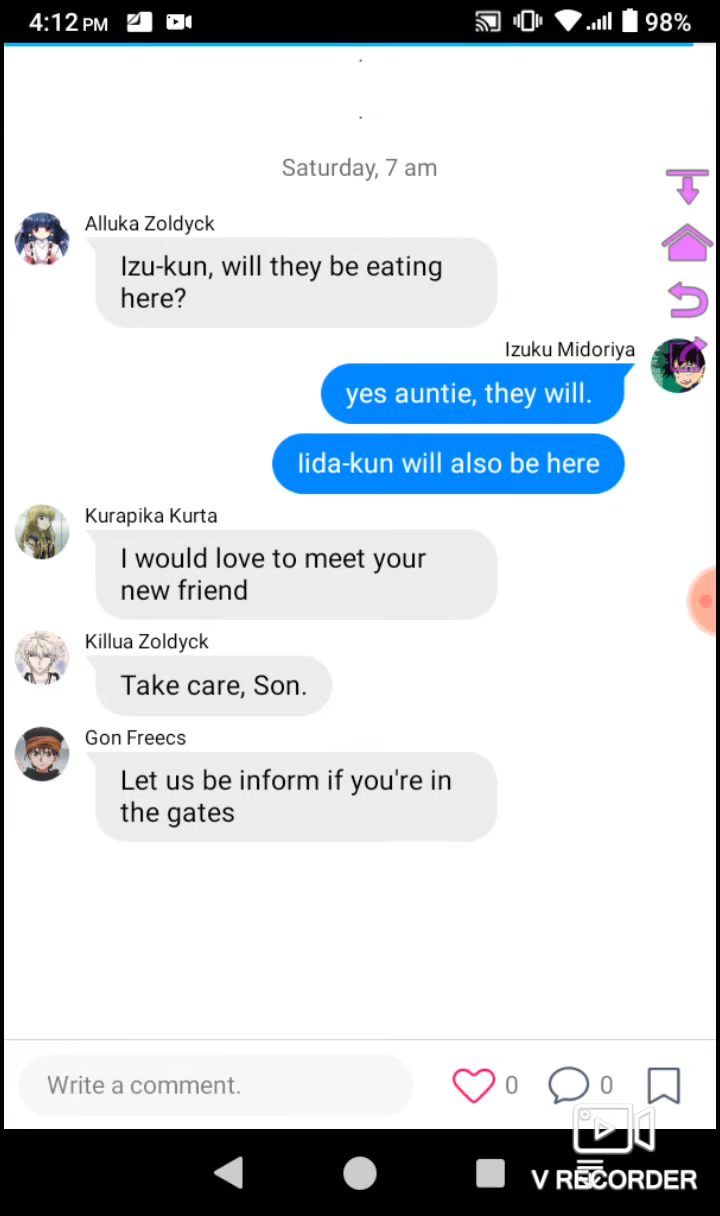 4:12 PM
98%
.
.
Saturday, 7 am
Alluka Zoldyck
Izu-kun, will they be eating
here?
Izuku Midoriya
yes auntie, they will.
Iida-kun will also be here
Kurapika Kurta
I would love to meet your
new friend
Killua Zoldyck
Take care, Son.
Gon Freecs
Let us be inform if you're in
the gates
Write a comment.
0
0
V RECORDER